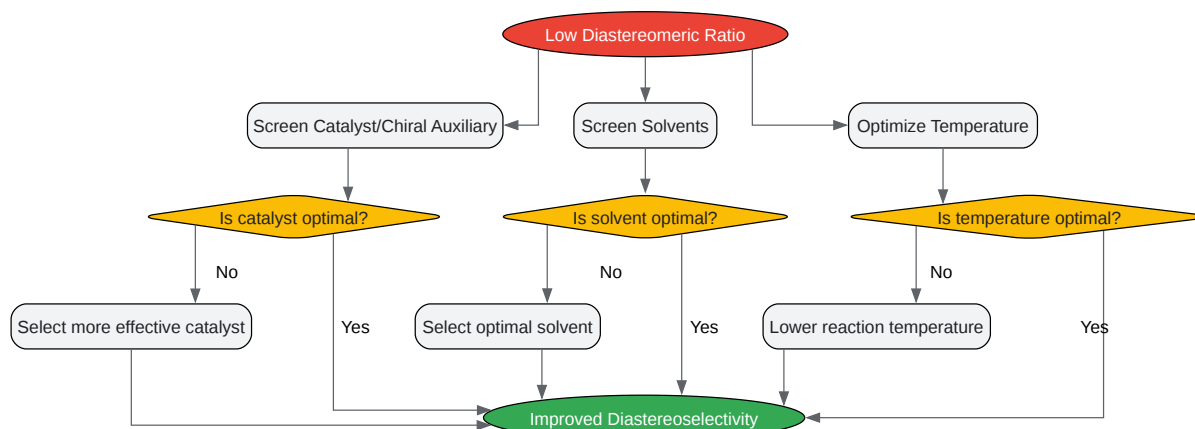 Low Diastereomeric Ratio
Screen Catalyst/Chiral Auxiliary
Screen Solvents
Optimize Temperature
Is catalyst optimal?
Is solvent optimal?
Is temperature optimal?
No
No
No
Select more effective catalyst
Yes
Select optimal solvent
Yes
Lower reaction temperature
Yes
Improved Diastereoselectivity